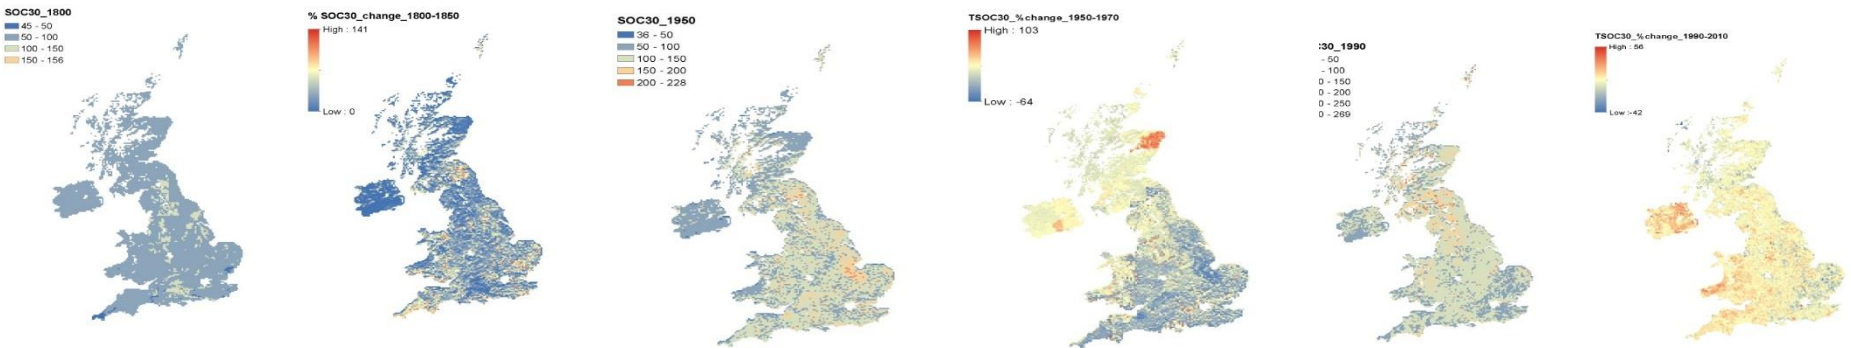 SOC30_1800
45 - 50
50 - 100
100 - 150
150 - 156
% SOC30_change_1800-1850
High : 141
Low : 0
SOC30_1950
36 - 50
50 - 100
100 - 150
150 - 200
200 - 228
TSOC30_%change_1950-1970
High : 103
Low : -64
:30_1990
- 50
- 100
0 - 150
0 - 200
0 - 250
0 - 269
TSOC30_%change_1990-2010
High : 56
Low :-42